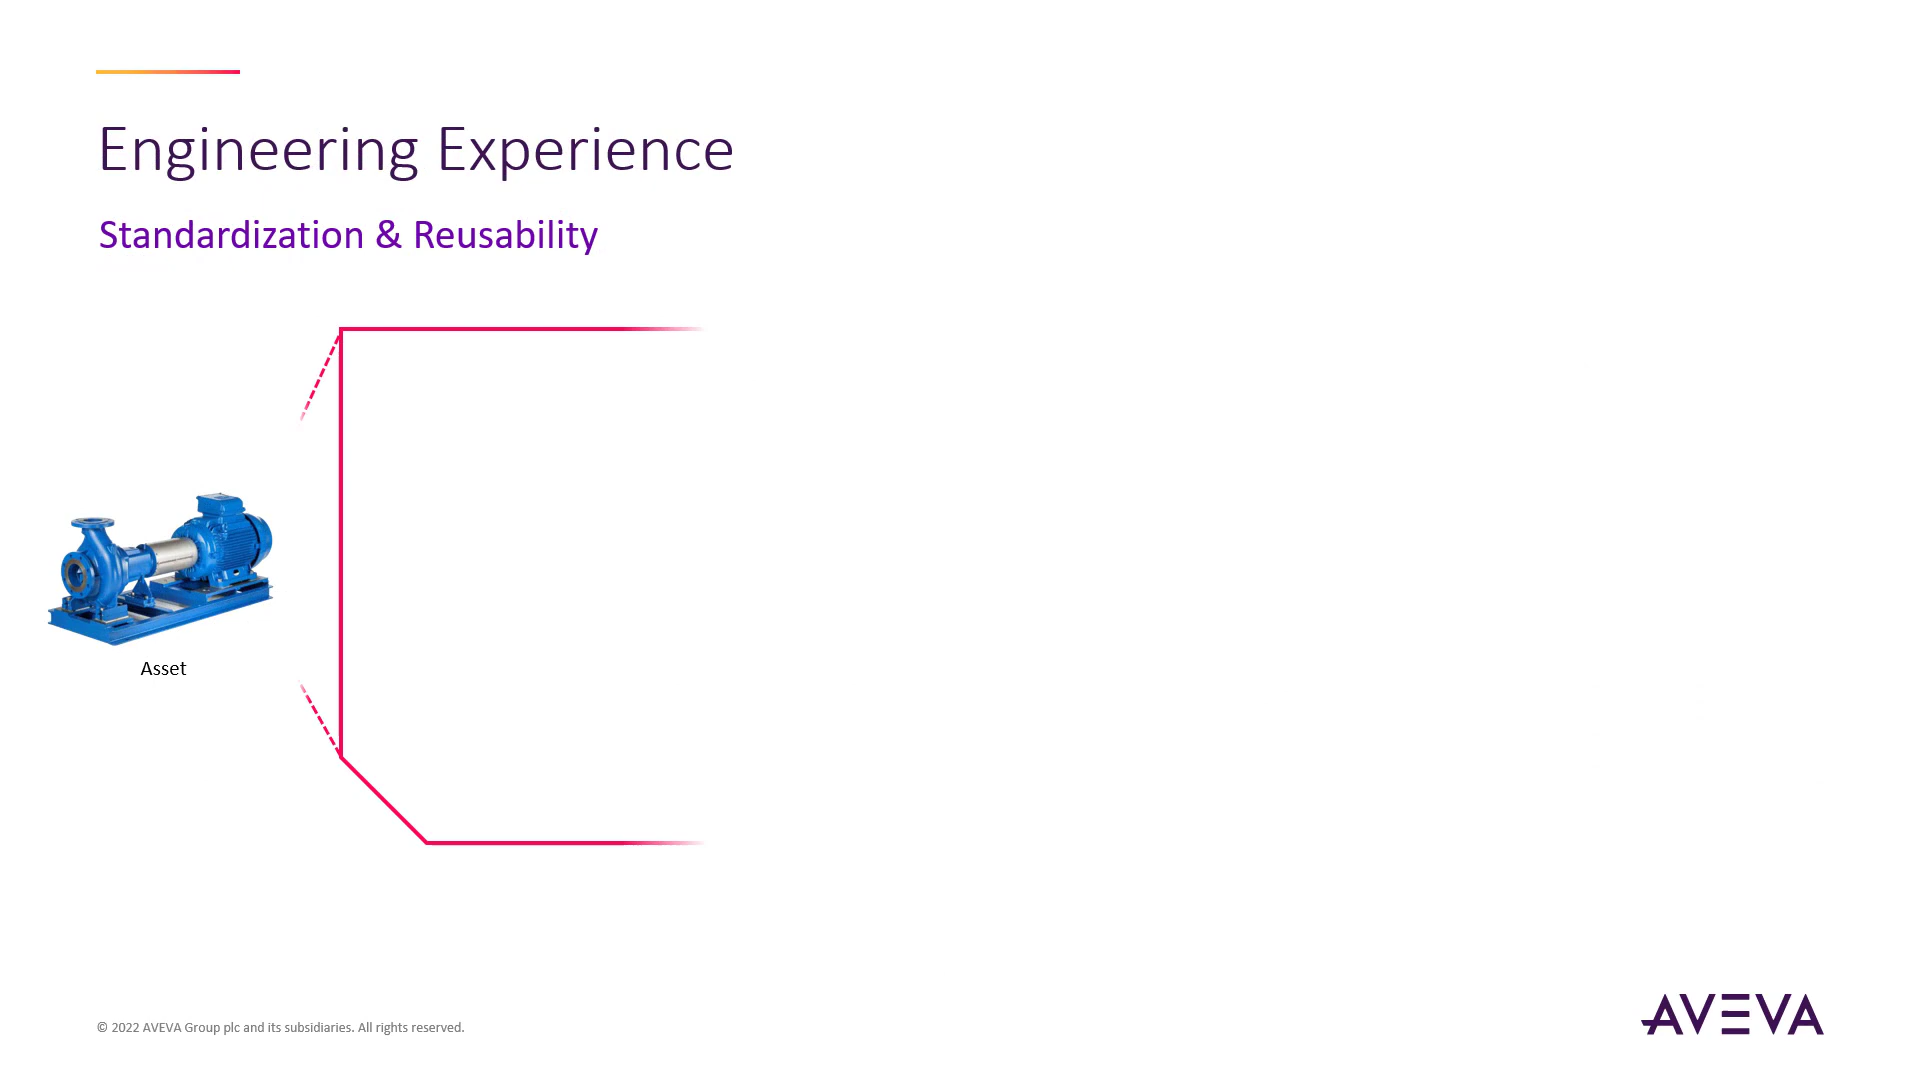 Engineering Experience
Standardization & Reusability
Asset
© 2022 AVEVA Group plc and its subsidiaries. All rights reserved.
AVEVA